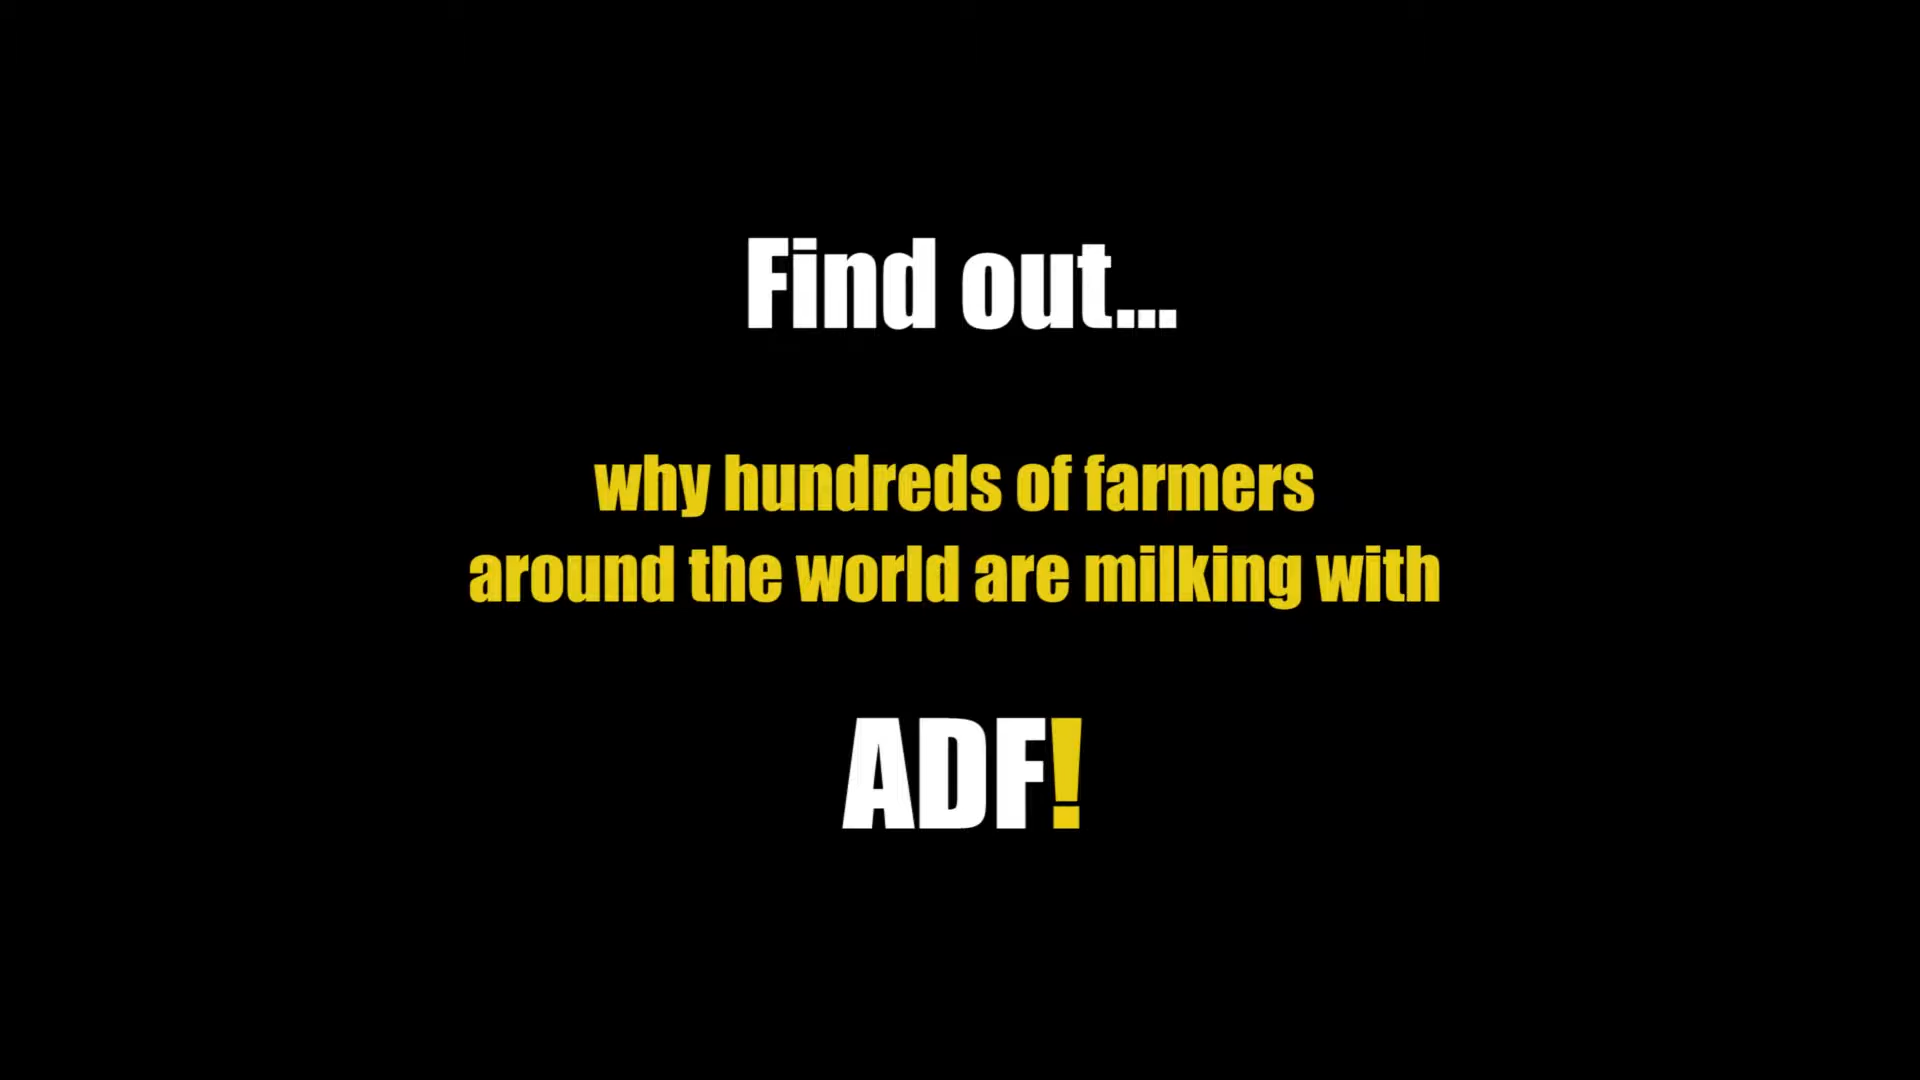 Find out...
why hundreds of farmers
around the world are milking with
ADF!